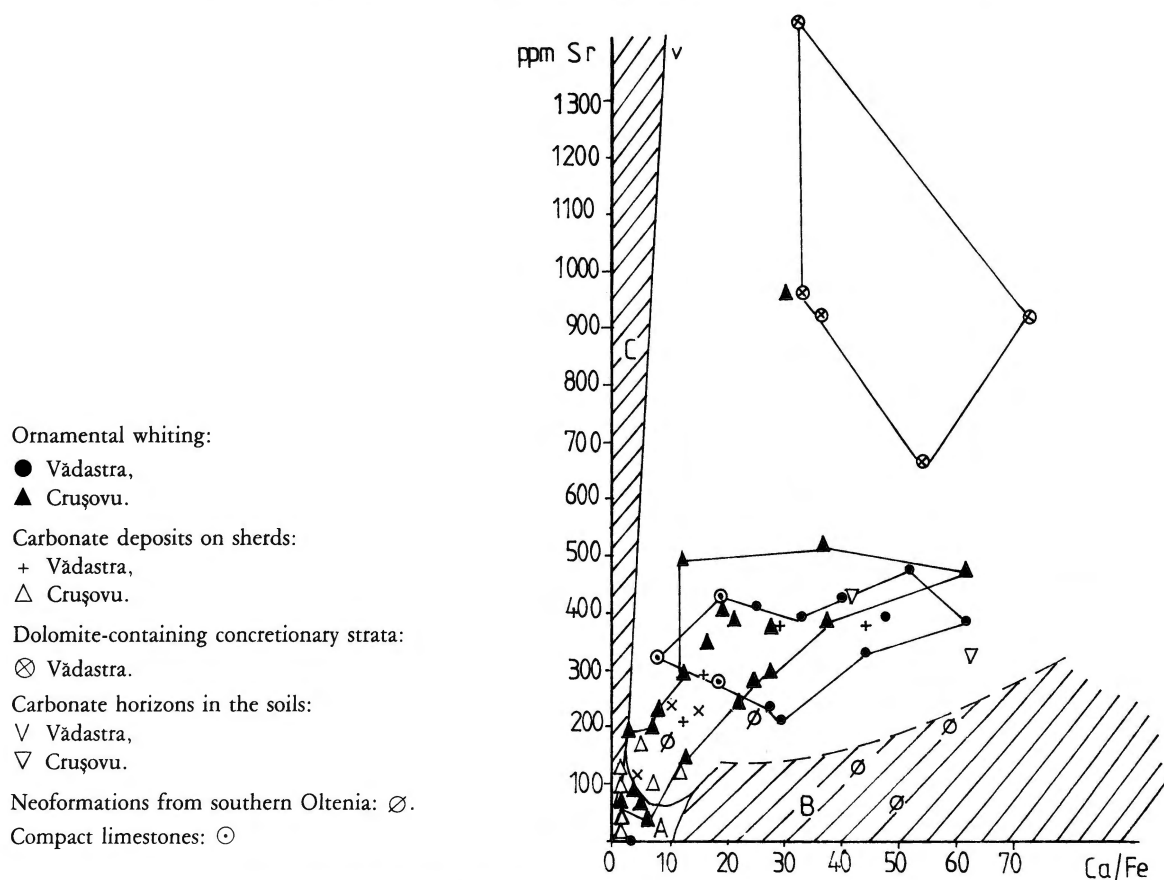 ppm Sr
v
1300
1200
1100
1000
900
800
700
600
500
400
300
200
100
0
10
20
30
40
50
60
70
Ca/Fe
C
B
A
Ornamental whiting:
● Vădastra,
▲ Crușovu.
Carbonate deposits on sherds:
+ Vădastra,
△ Crușovu.
Dolomite-containing concretionary strata:
⊗ Vădastra.
Carbonate horizons in the soils:
∨ Vădastra,
▽ Crușovu.
Neoformations from southern Oltenia: ∅.
Compact limestones: ⊙